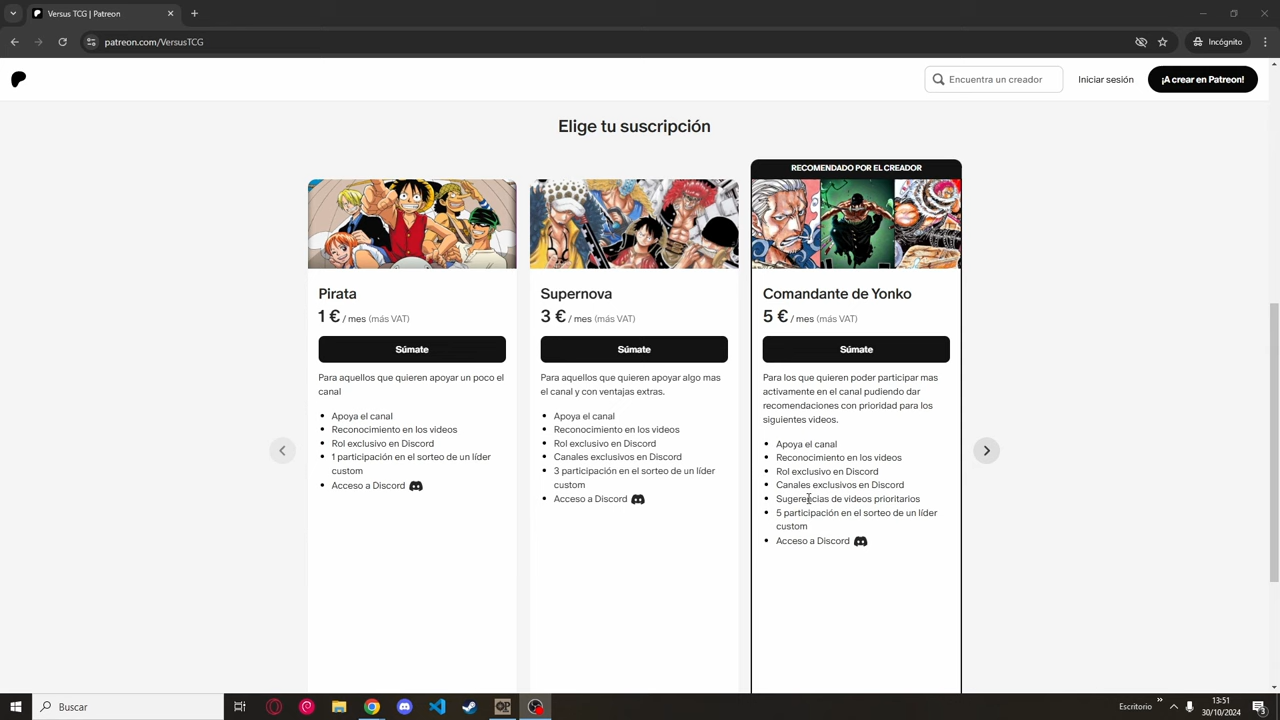 Versus TCG | Patreon
patreon.com/VersusTCG
Incógnito
Encuentra un creador
Iniciar sesión
¡A crear en Patreon!
Elige tu suscripción
Pirata
1 € / mes (más VAT)
Súmate
Para aquellos que quieren apoyar un poco el
canal
Apoya el canal
Reconocimiento en los videos
Rol exclusivo en Discord
1 participación en el sorteo de un líder
custom
Acceso a Discord
Supernova
3 € / mes (más VAT)
Súmate
Para aquellos que quieren apoyar algo mas
el canal y con ventajas extras.
Apoya el canal
Reconocimiento en los videos
Rol exclusivo en Discord
Canales exclusivos en Discord
3 participación en el sorteo de un líder
custom
Acceso a Discord
RECOMENDADO POR EL CREADOR
Comandante de Yonko
5 € / mes (más VAT)
Súmate
Para los que quieren poder participar mas
activamente en el canal pudiendo dar
recomendaciones con prioridad para los
siguientes videos.
Apoya el canal
Reconocimiento en los videos
Rol exclusivo en Discord
Canales exclusivos en Discord
Sugerencias de videos prioritarios
5 participación en el sorteo de un líder
custom
Acceso a Discord
Buscar
OP
Escritorio
13:51
30/10/2024
3